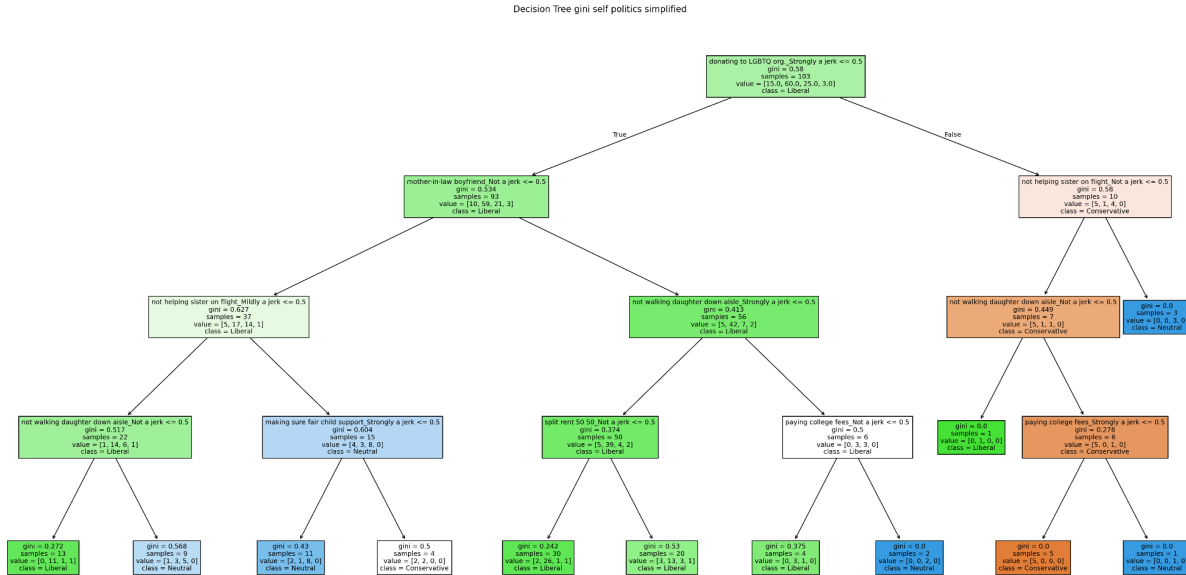 Decision Tree gini self politics simplified
donating to LGBTQ org._Strongly a jerk <= 0.5
gini = 0.58
samples = 103
value = [15.0, 60.0, 25.0, 3.0]
class = Liberal
True
False
mother-in-law boyfriend_Not a jerk <= 0.5
gini = 0.534
samples = 93
value = [10, 59, 21, 3]
class = Liberal
not helping sister on flight_Not a jerk <= 0.5
gini = 0.58
samples = 10
value = [5, 1, 4, 0]
class = Conservative
not helping sister on flight_Mildly a jerk <= 0.5
gini = 0.627
samples = 37
value = [5, 17, 14, 1]
class = Liberal
not walking daughter down aisle_Strongly a jerk <= 0.5
gini = 0.413
samples = 56
value = [5, 42, 7, 2]
class = Liberal
not walking daughter down aisle_Not a jerk <= 0.5
gini = 0.449
samples = 7
value = [5, 1, 1, 0]
class = Conservative
gini = 0.0
samples = 3
value = [0, 0, 3, 0]
class = Neutral
not walking daughter down aisle_Not a jerk <= 0.5
gini = 0.517
samples = 22
value = [1, 14, 6, 1]
class = Liberal
making sure fair child support_Strongly a jerk <= 0.5
gini = 0.604
samples = 15
value = [4, 3, 8, 0]
class = Neutral
split rent 50 50_Not a jerk <= 0.5
gini = 0.374
samples = 50
value = [5, 39, 4, 2]
class = Liberal
paying college fees_Not a jerk <= 0.5
gini = 0.5
samples = 6
value = [0, 3, 3, 0]
class = Liberal
gini = 0.0
samples = 1
value = [0, 1, 0, 0]
class = Liberal
paying college fees_Strongly a jerk <= 0.5
gini = 0.278
samples = 6
value = [5, 0, 1, 0]
class = Conservative
gini = 0.272
samples = 13
value = [0, 11, 1, 1]
class = Liberal
gini = 0.568
samples = 9
value = [1, 3, 5, 0]
class = Neutral
gini = 0.43
samples = 11
value = [2, 1, 8, 0]
class = Neutral
gini = 0.5
samples = 4
value = [2, 2, 0, 0]
class = Conservative
gini = 0.242
samples = 30
value = [2, 26, 1, 1]
class = Liberal
gini = 0.53
samples = 20
value = [3, 13, 3, 1]
class = Liberal
gini = 0.375
samples = 4
value = [0, 3, 1, 0]
class = Liberal
gini = 0.0
samples = 2
value = [0, 0, 2, 0]
class = Neutral
gini = 0.0
samples = 5
value = [5, 0, 0, 0]
class = Conservative
gini = 0.0
samples = 1
value = [0, 0, 1, 0]
class = Neutral